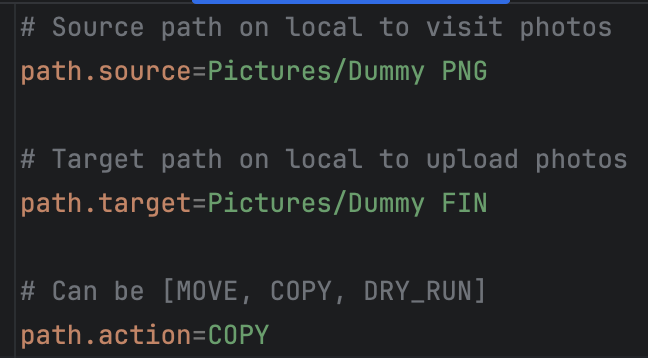 # Source path on local to visit photos
path.source=Pictures/Dummy PNG
# Target path on local to upload photos
path.target=Pictures/Dummy FIN
# Can be [MOVE, COPY, DRY_RUN]
path.action=COPY